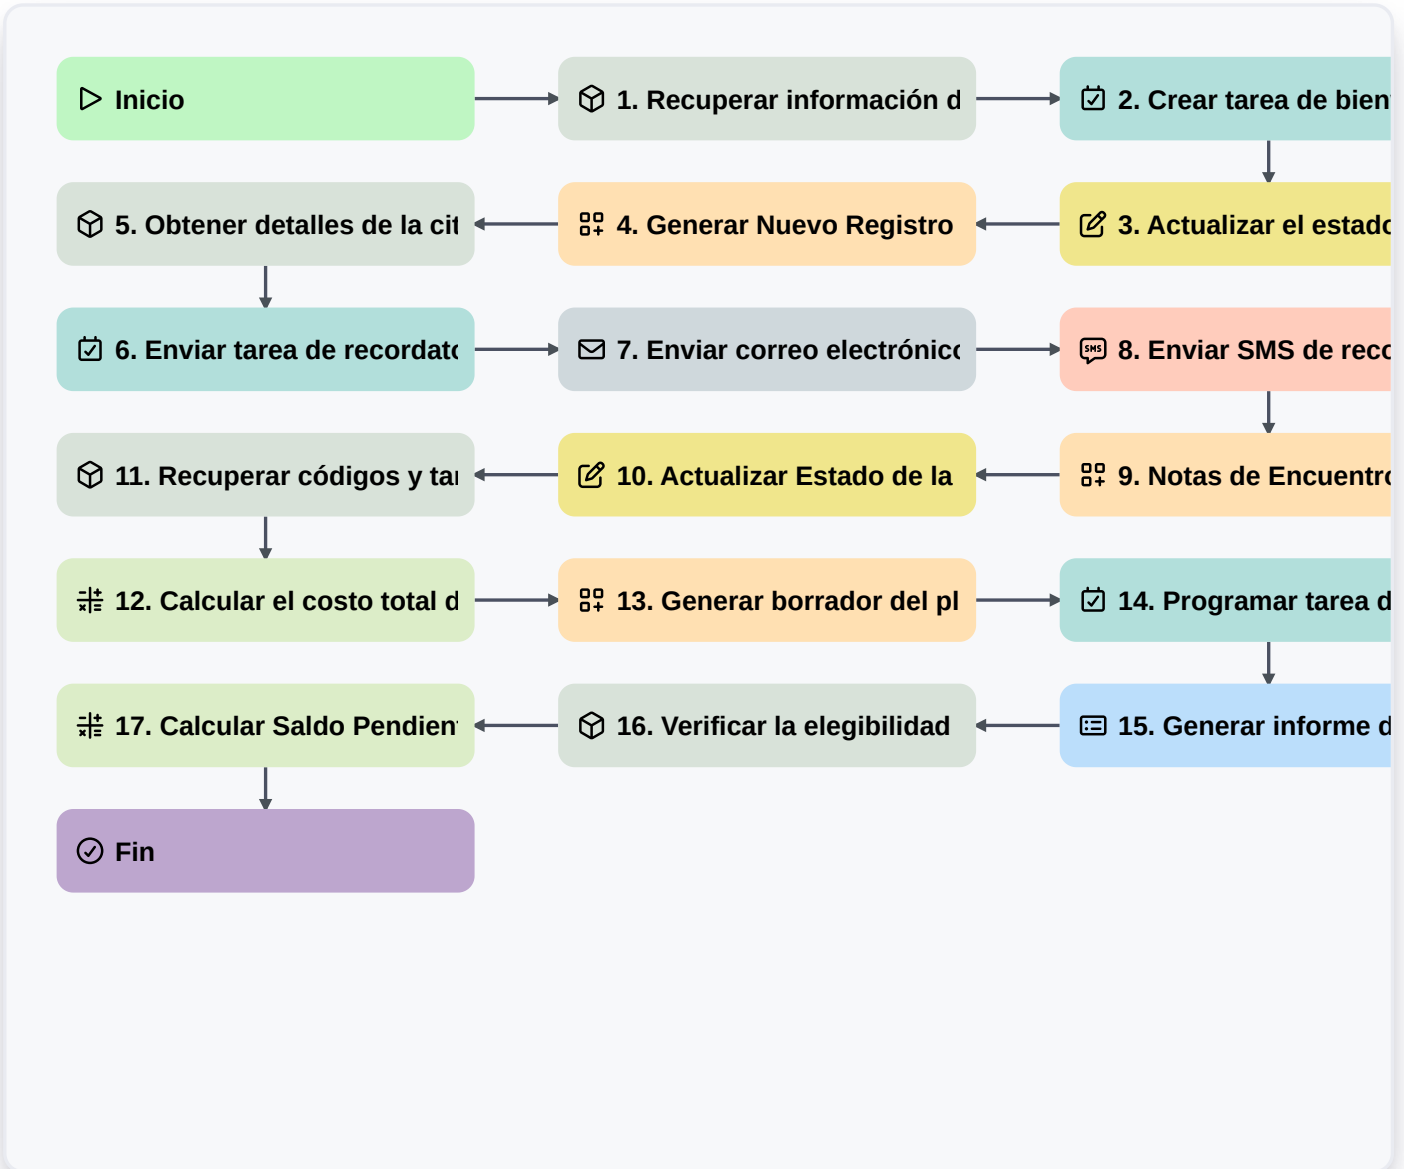 Inicio
1. Recuperar información d
2. Crear tarea de bien
5. Obtener detalles de la cit
4. Generar Nuevo Registro
3. Actualizar el estado
6. Enviar tarea de recordato
7. Enviar correo electrónico
SMS
8. Enviar SMS de reco
11. Recuperar códigos y tar
10. Actualizar Estado de la
9. Notas de Encuentro
12. Calcular el costo total d
13. Generar borrador del pl
14. Programar tarea d
17. Calcular Saldo Pendient
16. Verificar la elegibilidad
15. Generar informe d
Fin